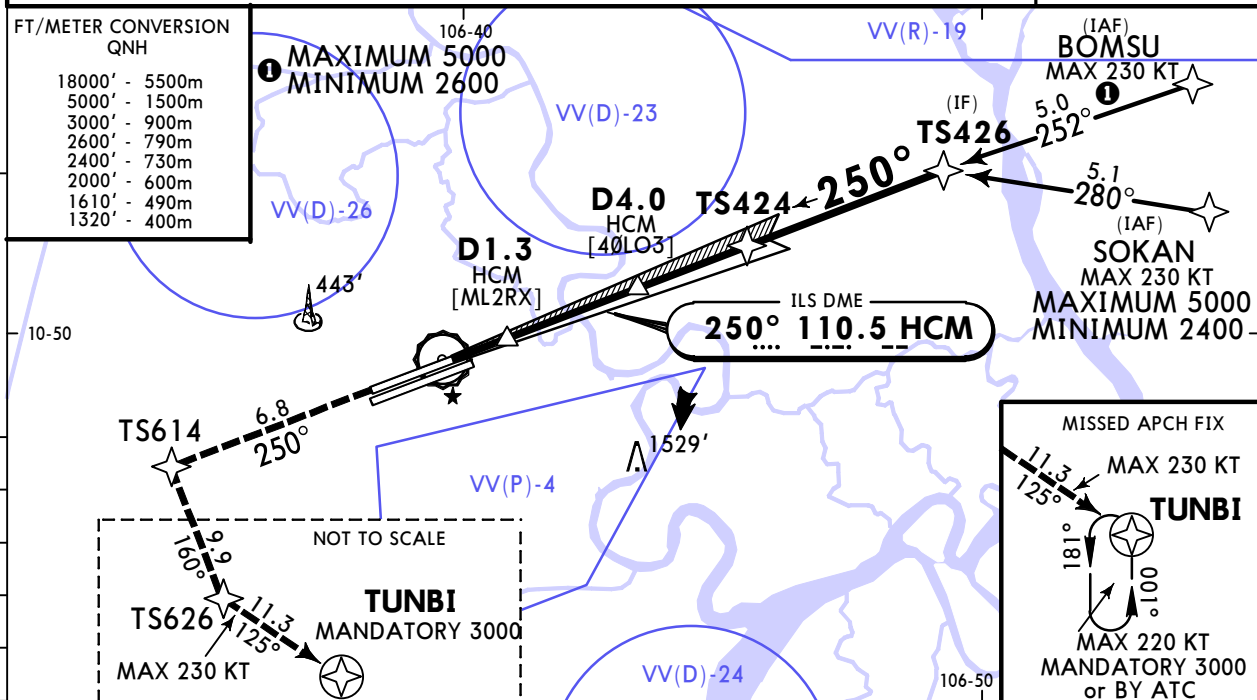 FT/METER CONVERSION
QNH
18000' - 5500m
5000' - 1500m
3000' - 900m
2600' - 790m
2400' - 730m
2000' - 600m
1610' - 490m
1320' - 400m
1 MAXIMUM 5000
MINIMUM 2600
106-40
VV(R)-19
(IAF)
BOMSU
MAX 230 KT
1
5.0
252°
(IF)
TS426
5.1
280°
(IAF)
SOKAN
MAX 230 KT
MAXIMUM 5000
MINIMUM 2400
VV(D)-23
VV(D)-26
250°
TS424
D4.0
HCM
[40LO3]
D1.3
HCM
[ML2RX]
443'
10-50
ILS DME
250° 110.5 HCM
TS614
6.8
250°
1529'
VV(P)-4
9.9
160°
NOT TO SCALE
TS626
11.3
125°
MAX 230 KT
TUNBI
MANDATORY 3000
VV(D)-24
106-50
MISSED APCH FIX
11.3
125°
MAX 230 KT
TUNBI
181°
001°
MAX 220 KT
MANDATORY 3000
or BY ATC